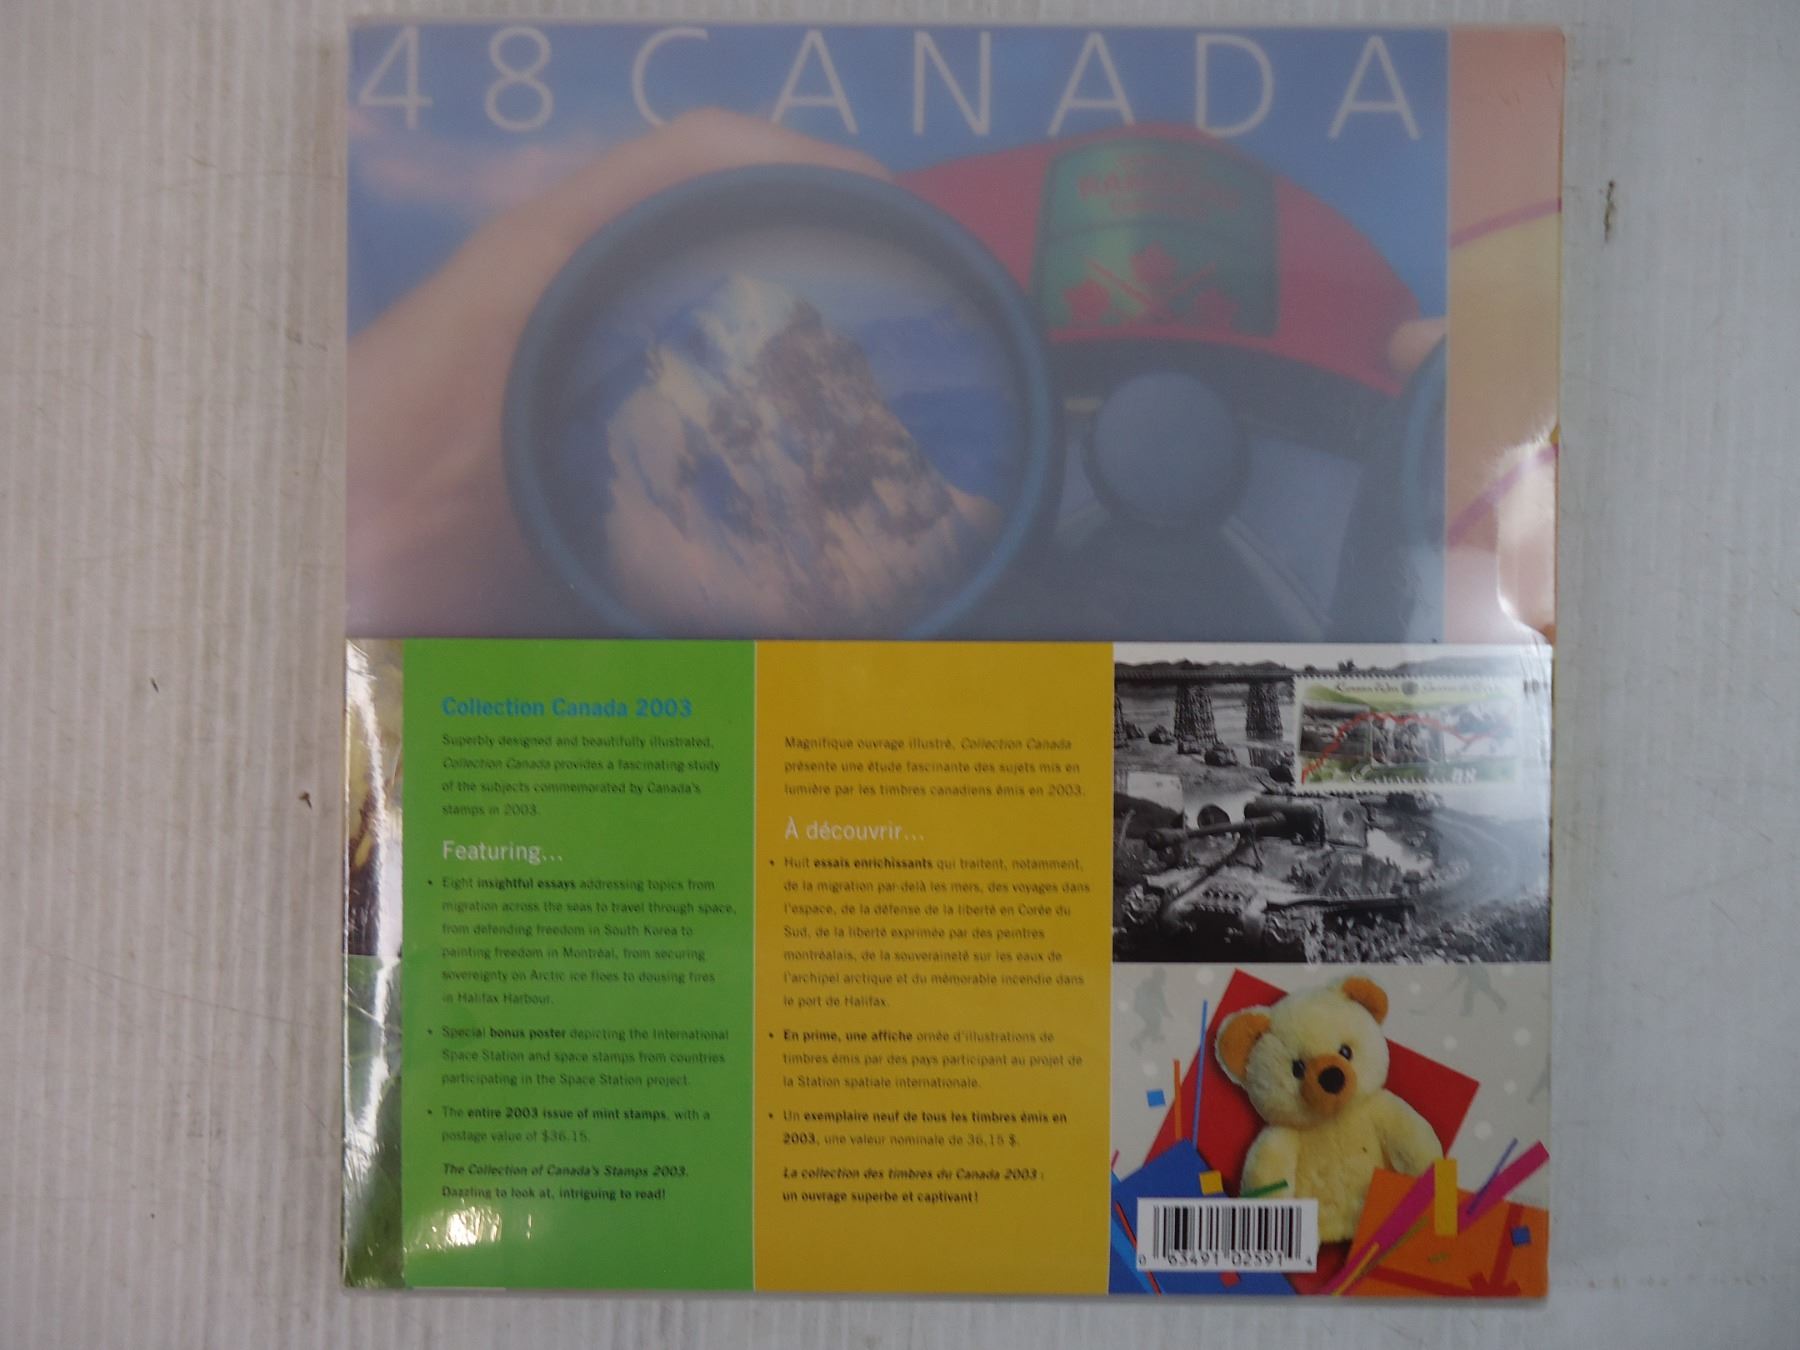 48 CANADA
Collection Canada 2003
Superbly designed and beautifully illustrated,
Collection Canada provides a fascinating study
of the subjects commemorated by Canada's
stamps in 2003.
Featuring...
• Eight insightful essays addressing topics from
migration across the seas to travel through space,
from defending freedom in South Korea to
painting freedom in Montréal, from securing
sovereignty on Arctic ice floes to dousing fires
in Halifax Harbour.
• Special bonus poster depicting the International
Space Station and space stamps from countries
participating in the Space Station project.
• The entire 2003 issue of mint stamps, with a
postage value of $36.15.
The Collection of Canada's Stamps 2003.
Dazzling to look at, intriguing to read!
Magnifique ouvrage illustré, Collection Canada
présente une étude fascinante des sujets mis en
lumière par les timbres canadiens émis en 2003.
À découvrir...
• Huit essais enrichissants qui traitent, notamment,
de la migration par-delà les mers, des voyages dans
l'espace, de la défense de la liberté en Corée du
Sud, de la liberté exprimée par des peintres
montréalais, de la souveraineté sur les eaux de
l'archipel arctique et du mémorable incendie dans
le port de Halifax.
• En prime, une affiche ornée d'illustrations de
timbres émis par des pays participant au projet de
la Station spatiale internationale.
• Un exemplaire neuf de tous les timbres émis en
2003, une valeur nominale de 36,15 $.
La collection des timbres du Canada 2003 :
un ouvrage superbe et captivant!
48
0 63491 02391 4